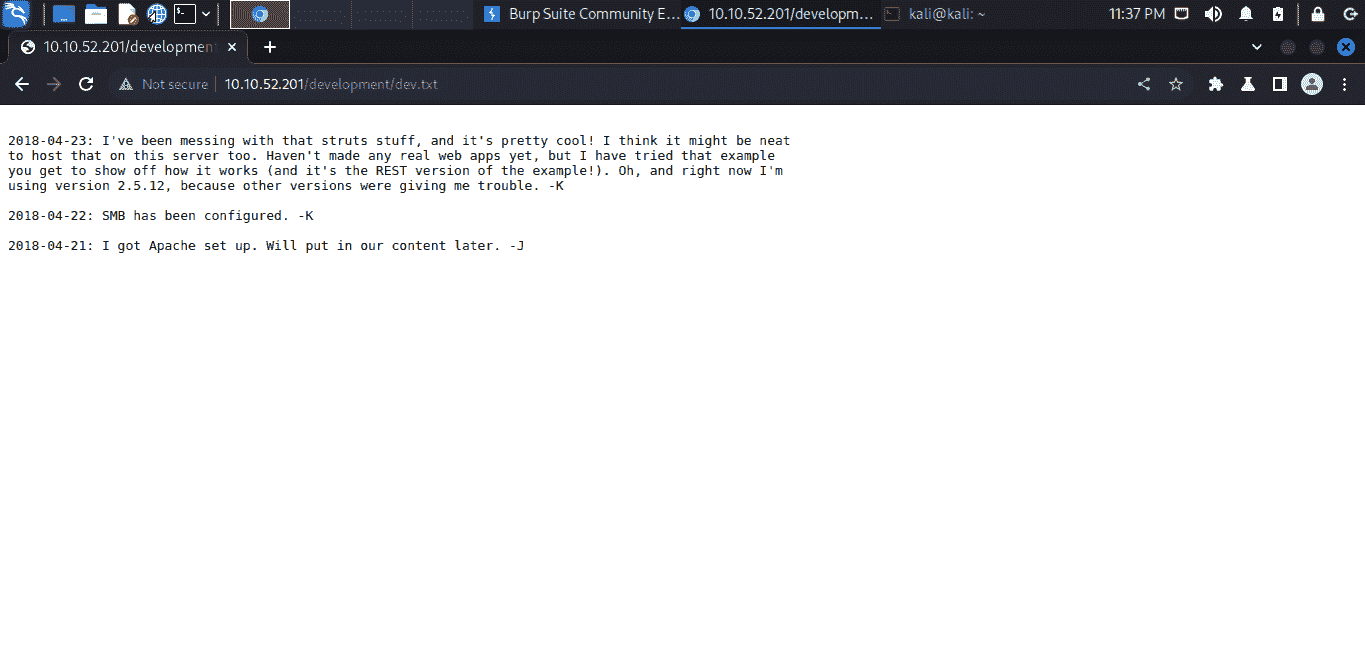 Burp Suite Community E...
10.10.52.201/developm...
kali@kali: ~
11:37 PM
10.10.52.201/development
Not secure
10.10.52.201/development/dev.txt
2018-04-23: I've been messing with that struts stuff, and it's pretty cool! I think it might be neat
to host that on this server too. Haven't made any real web apps yet, but I have tried that example
you get to show off how it works (and it's the REST version of the example!). Oh, and right now I'm
using version 2.5.12, because other versions were giving me trouble. -K
2018-04-22: SMB has been configured. -K
2018-04-21: I got Apache set up. Will put in our content later. -J